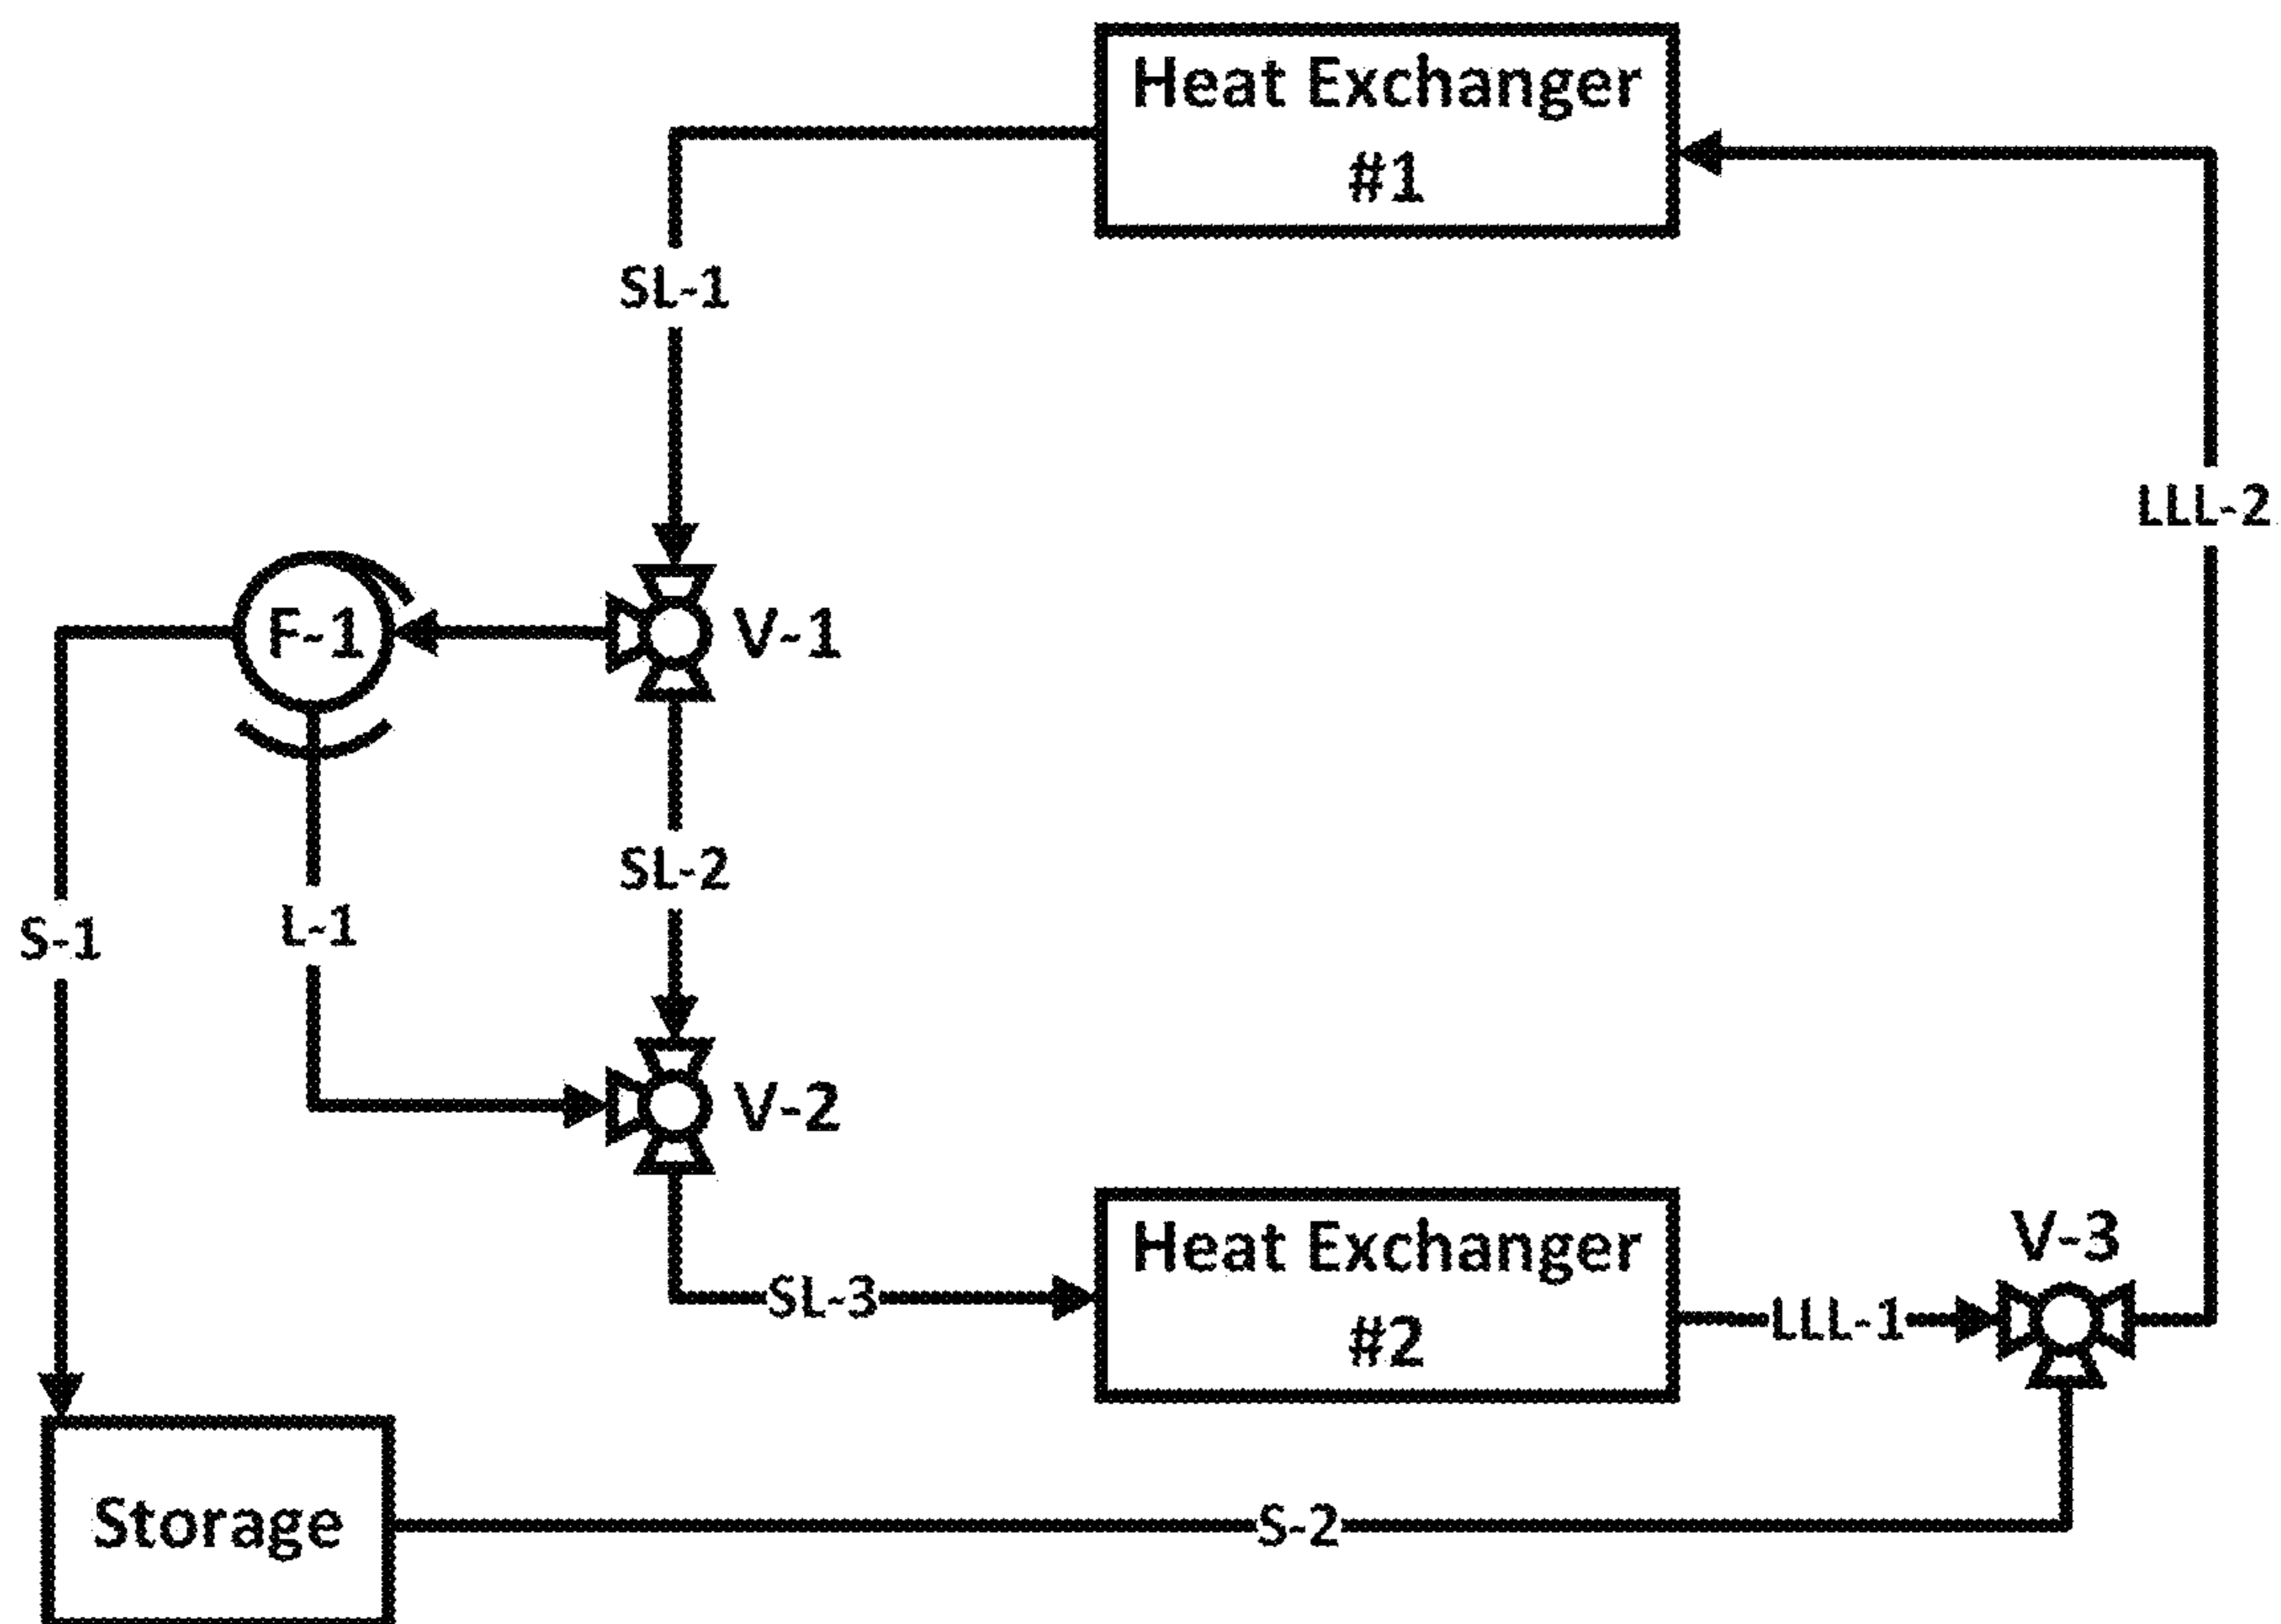 Heat Exchanger
#1
SL-1
LLL-2
F-1
V-1
SL-2
S-1
L-1
V-2
Heat Exchanger
#2
V-3
SL-3
LLL-1
Storage
S-2